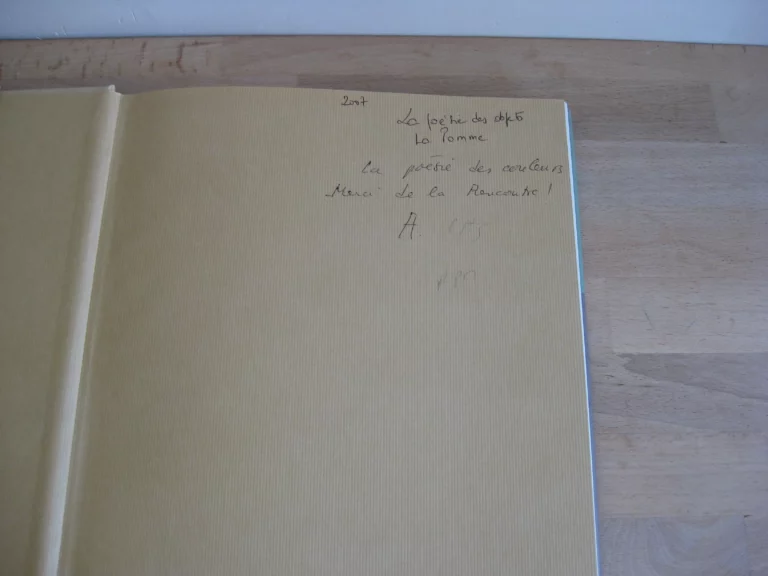 2007
La poésie des objets
La Pomme
La poésie des couleurs
Merci de la Rencontre !
A.